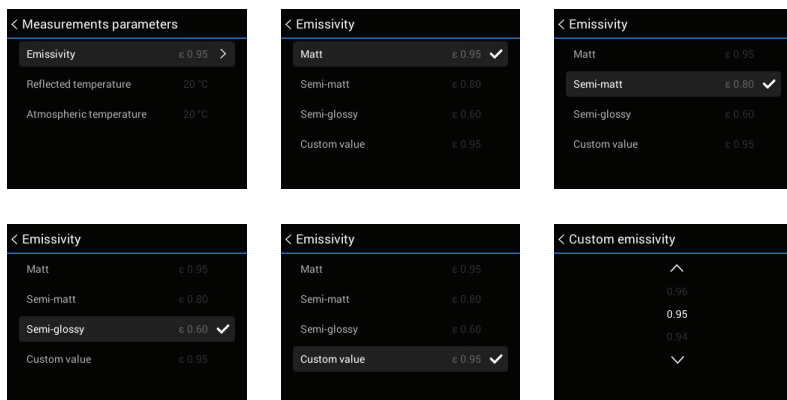 < Measurements parameters
Emissivity ε 0.95 >
Reflected temperature 20 °C
Atmospheric temperature 20 °C
< Emissivity
Matt ε 0.95
Semi-matt ε 0.80
Semi-glossy ε 0.60
Custom value ε 0.95
< Emissivity
Matt ε 0.95
Semi-matt ε 0.80
Semi-glossy ε 0.60
Custom value ε 0.95
< Emissivity
Matt ε 0.95
Semi-matt ε 0.80
Semi-glossy ε 0.60
Custom value ε 0.95
< Emissivity
Matt ε 0.95
Semi-matt ε 0.80
Semi-glossy ε 0.60
Custom value ε 0.95
< Custom emissivity
0.96
0.95
0.94